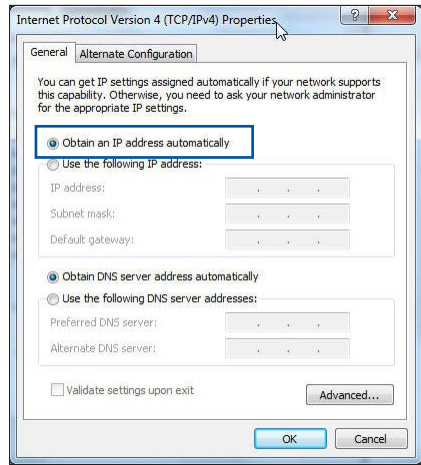 Internet Protocol Version 4 (TCP/IPv4) Properties
General
Alternate Configuration
You can get IP settings assigned automatically if your network supports
this capability. Otherwise, you need to ask your network administrator
for the appropriate IP settings.
Obtain an IP address automatically
Use the following IP address:
IP address:
Subnet mask:
Default gateway:
Obtain DNS server address automatically
Use the following DNS server addresses:
Preferred DNS server:
Alternate DNS server:
Validate settings upon exit
Advanced...
OK
Cancel